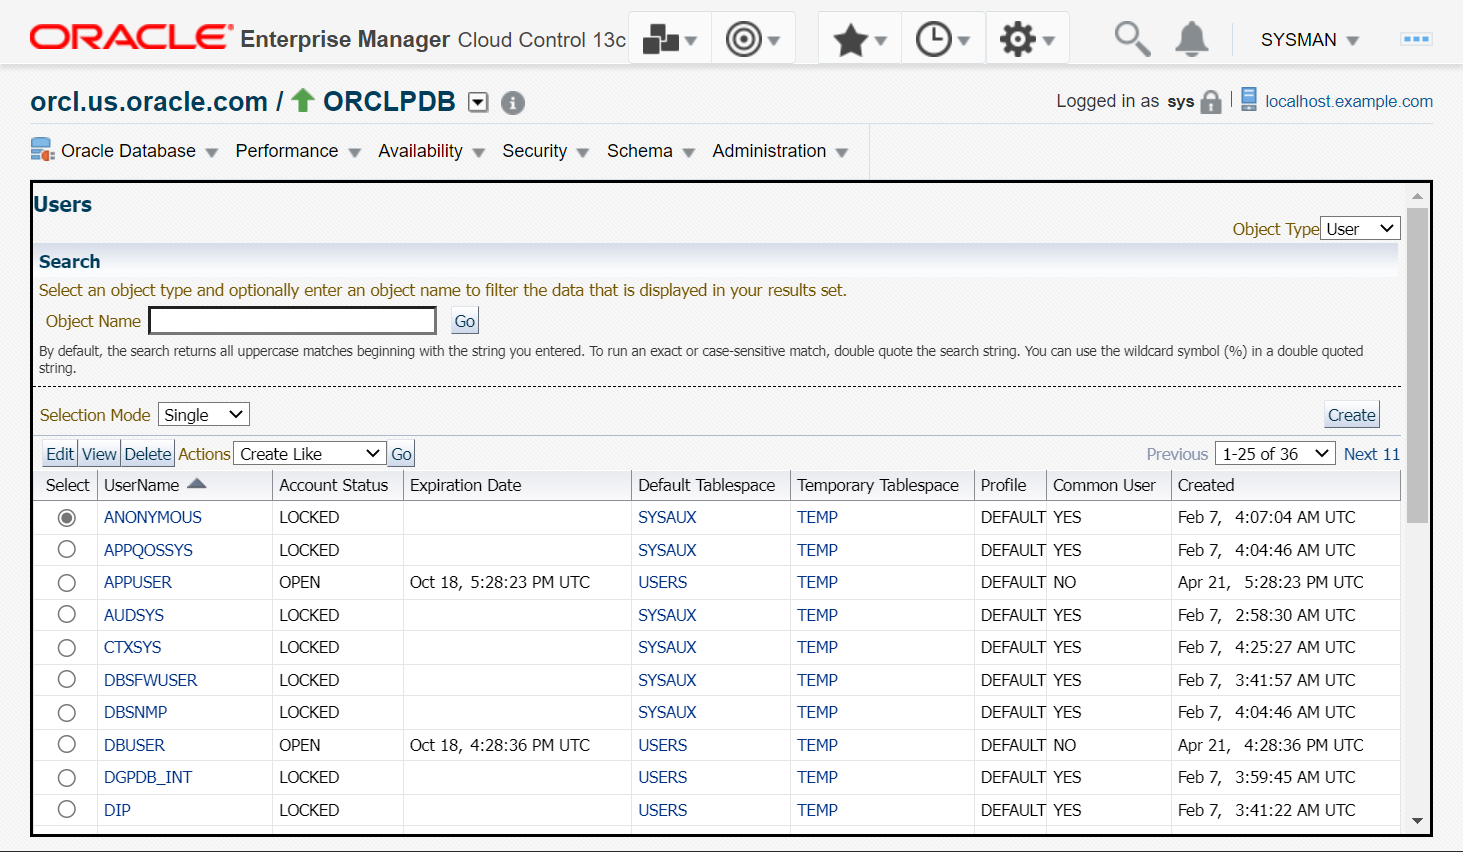 ORACLE Enterprise Manager Cloud Control 13c SYSMAN
orcl.us.oracle.com / ORCLPDB Logged in as sys localhost.example.com
Oracle Database Performance Availability Security Schema Administration
Users
Object Type User
Search
Select an object type and optionally enter an object name to filter the data that is displayed in your results set.
Object Name Go
By default, the search returns all uppercase matches beginning with the string you entered. To run an exact or case-sensitive match, double quote the search string. You can use the wildcard symbol (%) in a double quoted
string.
Selection Mode Single Create
Edit View Delete Actions Create Like Go Previous 1-25 of 36 Next 11
Select UserName Account Status Expiration Date Default Tablespace Temporary Tablespace Profile Common User Created
ANONYMOUS LOCKED SYSAUX TEMP DEFAULT YES Feb 7, 4:07:04 AM UTC
APPQOSSYS LOCKED SYSAUX TEMP DEFAULT YES Feb 7, 4:04:46 AM UTC
APPUSER OPEN Oct 18, 5:28:23 PM UTC USERS TEMP DEFAULT NO Apr 21, 5:28:23 PM UTC
AUDSYS LOCKED SYSAUX TEMP DEFAULT YES Feb 7, 2:58:30 AM UTC
CTXSYS LOCKED SYSAUX TEMP DEFAULT YES Feb 7, 4:25:27 AM UTC
DBSFWUSER LOCKED SYSAUX TEMP DEFAULT YES Feb 7, 3:41:57 AM UTC
DBSNMP LOCKED SYSAUX TEMP DEFAULT YES Feb 7, 4:04:46 AM UTC
DBUSER OPEN Oct 18, 4:28:36 PM UTC USERS TEMP DEFAULT NO Apr 21, 4:28:36 PM UTC
DGPDB_INT LOCKED USERS TEMP DEFAULT YES Feb 7, 3:59:45 AM UTC
DIP LOCKED USERS TEMP DEFAULT YES Feb 7, 3:41:22 AM UTC